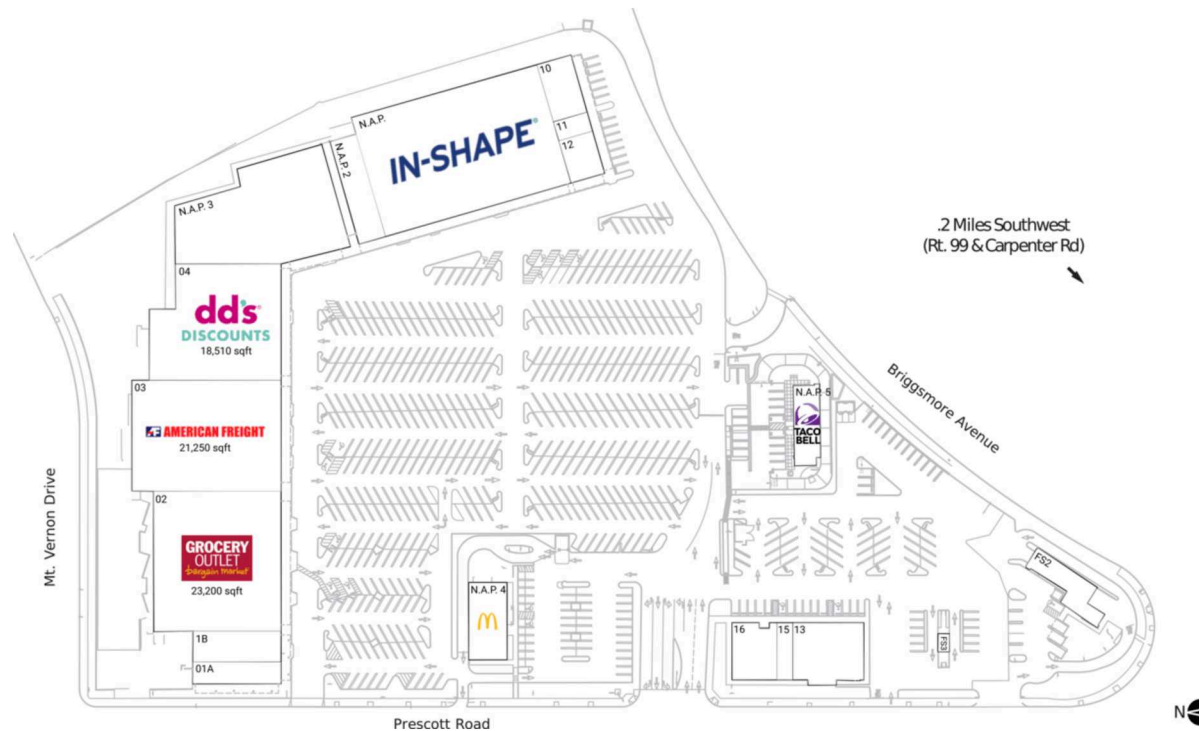 10
N.A.P.
IN-SHAPE
11
12
N.A.P. 2
N.A.P. 3
.2 Miles Southwest
(Rt. 99 & Carpenter Rd)
04
dd's
DISCOUNTS
18,510 sqft
03
AF AMERICAN FREIGHT
21,250 sqft
N.A.P. 5
TACO
BELL
Briggsmore Avenue
Mt. Vernon Drive
02
GROCERY
OUTLET
bargain market
23,200 sqft
FS2
N.A.P. 4
1B
01A
16
15
13
FS3
Prescott Road
N